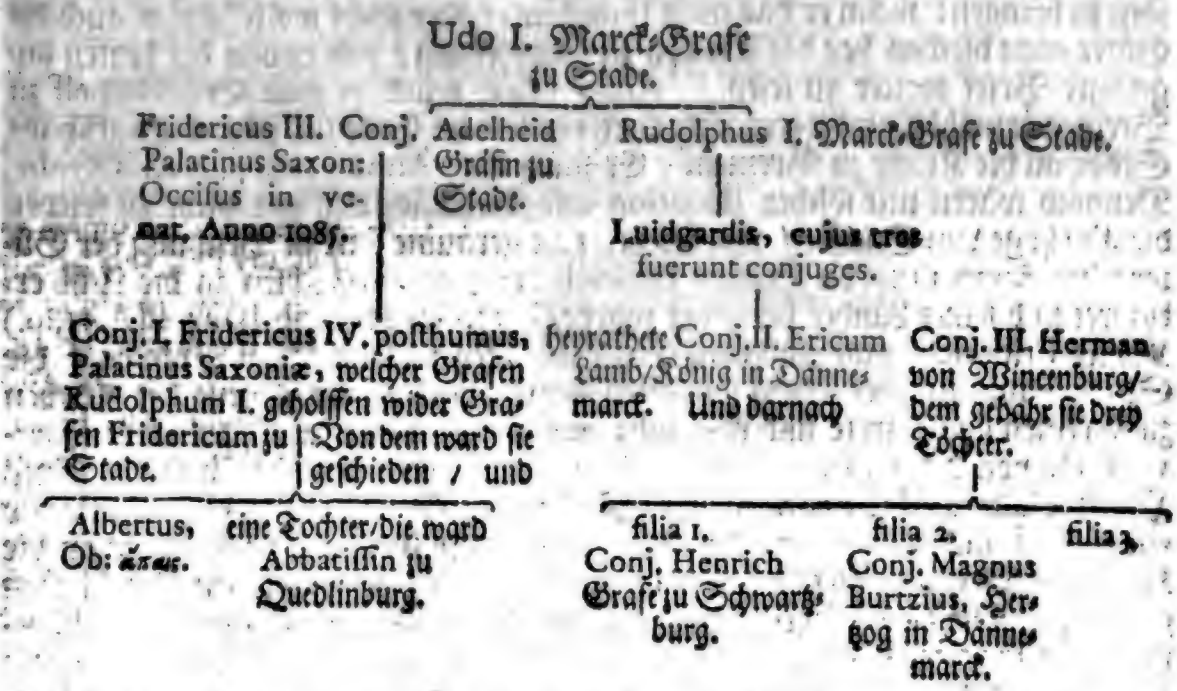 Udo I. Marck-Grafe
zu Stade.
Fridericus III. Conj.
Palatinus Saxon:
Occisus in ve-
nat. Anno 1085.
Adelheid
Gräfin zu
Stade.
Rudolphus I. Marck-Grafe zu Stade.
Luidgardis, cujus tres
fuerunt conjuges.
Conj. I. Fridericus IV. posthumus,
Palatinus Saxoniæ, welcher Grafen
Rudolphum I. geholffen wider Gra-
fen Fridericum zu
Stade.
Von dem ward sie
geschieden / und
heyrathete Conj. II. Ericum
Lamb/König in Dänne-
marck. Und darnach
Conj. III. Herman
von Wincenburg/
dem gebahr sie drey
Töchter.
Albertus,
Ob: ἄπαις.
eine Tochter/die ward
Abbatissin zu
Quedlinburg.
filia 1.
Conj. Henrich
Grafe zu Schwartz-
burg.
filia 2.
Conj. Magnus
Burtzius, Her-
tzog in Dänne-
marck.
filia 3.